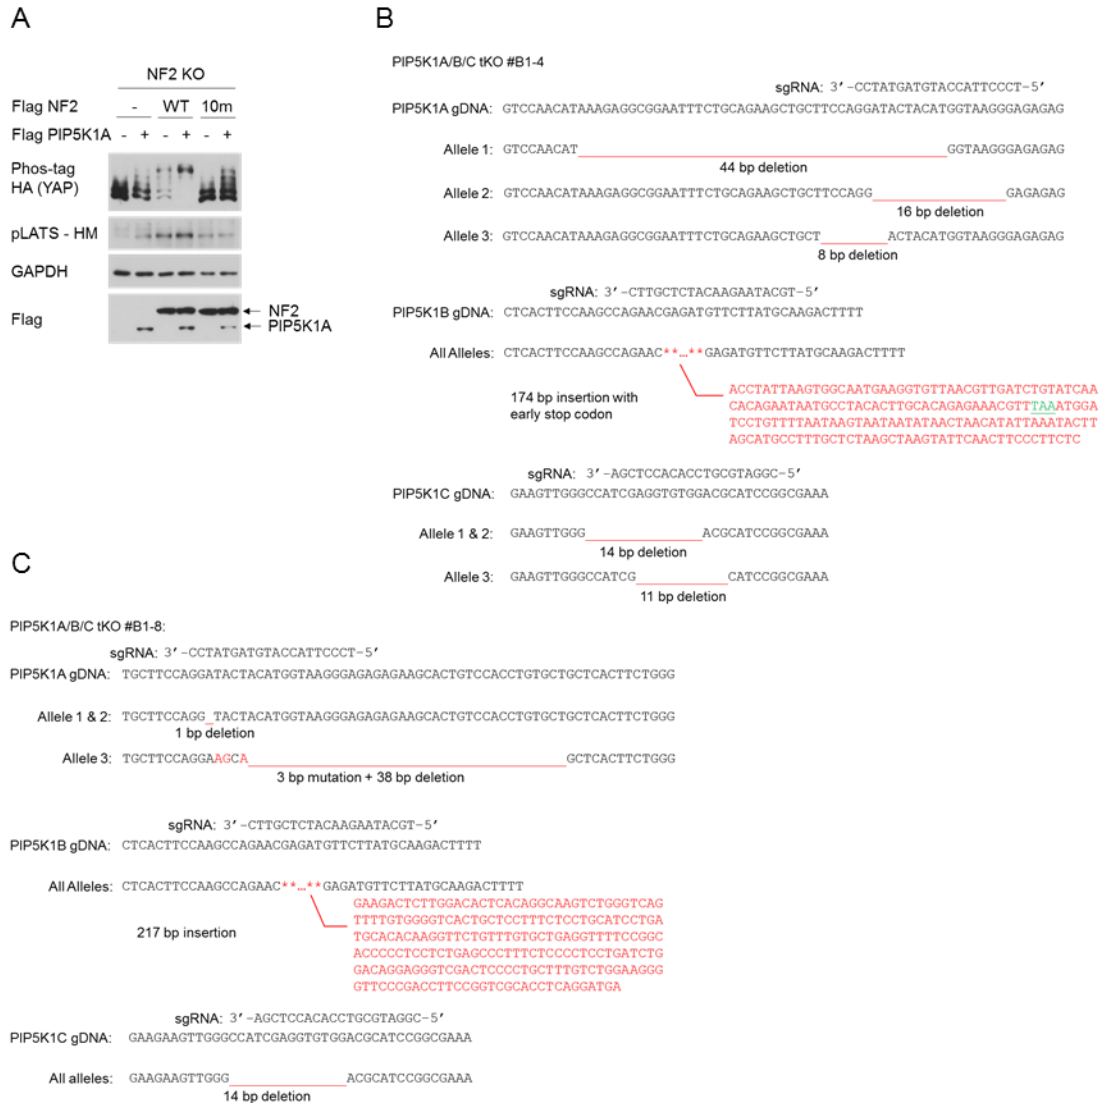 A
NF2 KO
Flag NF2 - WT 10m
Flag PIP5K1A - + - + - +
Phos-tag
HA (YAP)
pLATS - HM
GAPDH
Flag
NF2
PIP5K1A
B
PIP5K1A/B/C tKO #B1-4
sgRNA: 3′-CCTATGATGTACCATTCCCT-5′
PIP5K1A gDNA: GTCCAACATAAAGAGGCGGAATTTCTGCAGAAGCTGCTTCCAGGATACTACATGGTAAGGGAGAGAG
Allele 1: GTCCAACAT GGTAAGGGAGAGAG
44 bp deletion
Allele 2: GTCCAACATAAAGAGGCGGAATTTCTGCAGAAGCTGCTTCCAGG GAGAGAG
16 bp deletion
Allele 3: GTCCAACATAAAGAGGCGGAATTTCTGCAGAAGCTGCT ACTACATGGTAAGGGAGAGAG
8 bp deletion
sgRNA: 3′-CTTGCTCTACAAGAATACGT-5′
PIP5K1B gDNA: CTCACTTCCAAGCCAGAACGAGATGTTCTTATGCAAGACTTTT
All Alleles: CTCACTTCCAAGCCAGAAC**…**GAGATGTTCTTATGCAAGACTTTT
174 bp insertion with
early stop codon
ACCTATTAAGTGGCAATGAAGGTGTTAACGTTGATCTGTATCAA
CACAGAATAATGCCTACACTTGCACAGAGAAACGTTTAAATGGA
TCCTGTTTTAATAAGTAATAATATAACTAACATATTAAATACTT
AGCATGCCTTTGCTCTAAGCTAAGTATTCAACTTCCCTTCTC
sgRNA: 3′-AGCTCCACACCTGCGTAGGC-5′
PIP5K1C gDNA: GAAGTTGGGCCATCGAGGTGTGGACGCATCCGGCGAAA
Allele 1 & 2: GAAGTTGGG ACGCATCCGGCGAAA
14 bp deletion
Allele 3: GAAGTTGGGCCATCG CATCCGGCGAAA
11 bp deletion
C
PIP5K1A/B/C tKO #B1-8:
sgRNA: 3′-CCTATGATGTACCATTCCCT-5′
PIP5K1A gDNA: TGCTTCCAGGATACTACATGGTAAGGGAGAGAGAAGCACTGTCCACCTGTGCTGCTCACTTCTGGG
Allele 1 & 2: TGCTTCCAGG_TACTACATGGTAAGGGAGAGAGAAGCACTGTCCACCTGTGCTGCTCACTTCTGGG
1 bp deletion
Allele 3: TGCTTCCAGGAAGCA GCTCACTTCTGGG
3 bp mutation + 38 bp deletion
sgRNA: 3′-CTTGCTCTACAAGAATACGT-5′
PIP5K1B gDNA: CTCACTTCCAAGCCAGAACGAGATGTTCTTATGCAAGACTTTT
All Alleles: CTCACTTCCAAGCCAGAAC**…**GAGATGTTCTTATGCAAGACTTTT
217 bp insertion
GAAGACTCTTGGACACTCACAGGCAAGTCTGGGTCAG
TTTTGTGGGGTCACTGCTCCTTTCTCCTGCATCCTGA
TGCACACAAGGTTCTGTTTGTGCTGAGGTTTTCCGGC
ACCCCCTCCTCTGAGCCCTTTCTCCCCTCCTGATCTG
GACAGGAGGGTCGACTCCCCTGCTTTGTCTGGAAGGG
GTTCCCGACCTTCCGGTCGCACCTCAGGATGA
sgRNA: 3′-AGCTCCACACCTGCGTAGGC-5′
PIP5K1C gDNA: GAAGAAGTTGGGCCATCGAGGTGTGGACGCATCCGGCGAAA
All alleles: GAAGAAGTTGGG ACGCATCCGGCGAAA
14 bp deletion